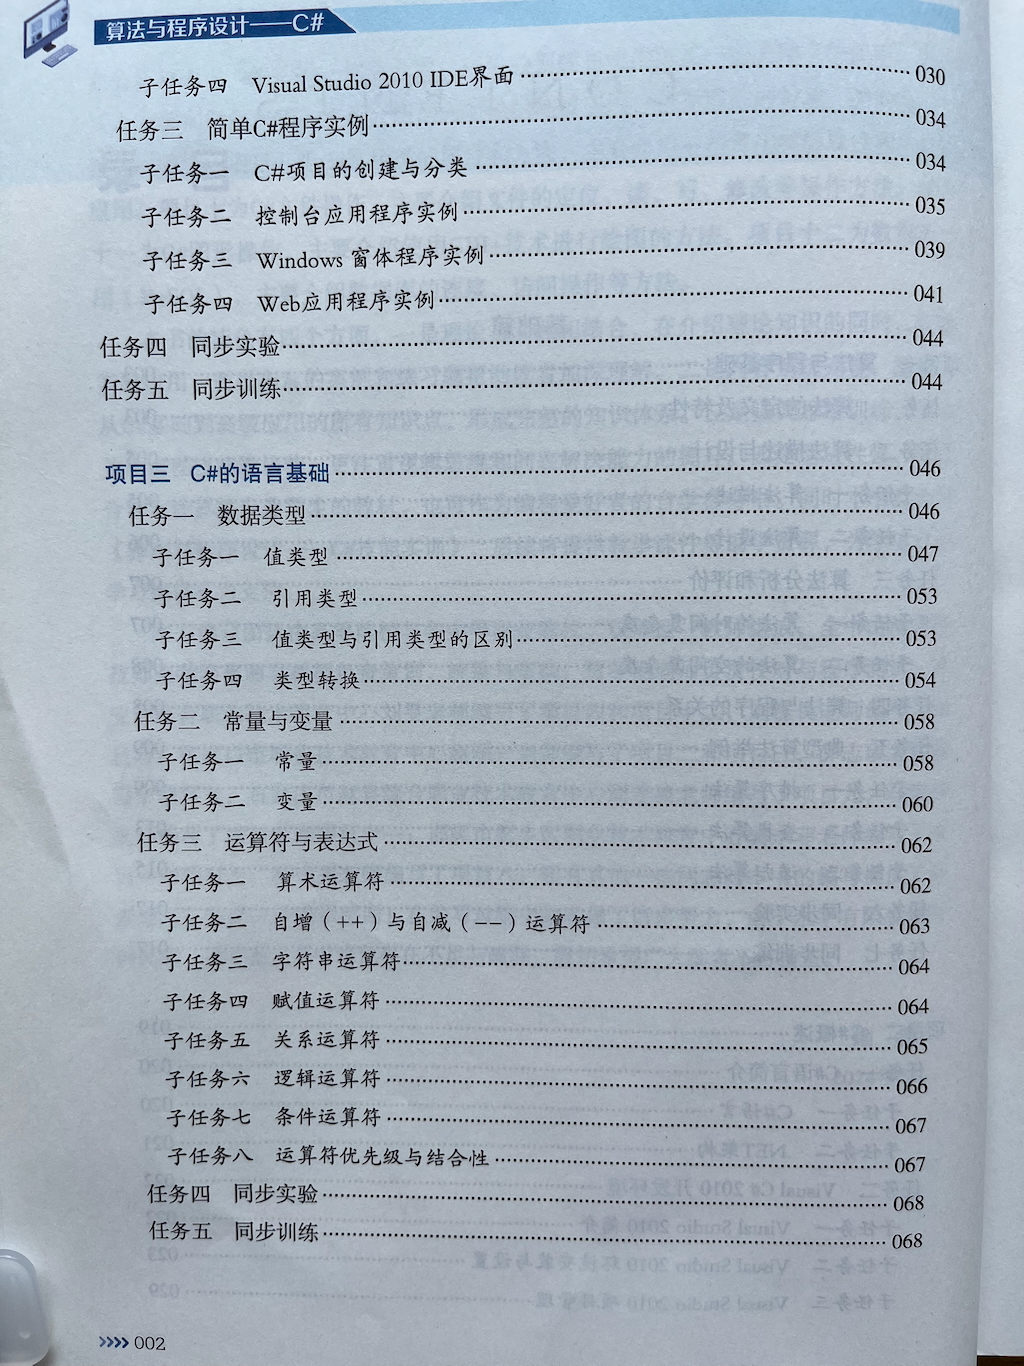 算法与程序设计——C#
子任务四 Visual Studio 2010 IDE界面 030
任务三 简单C#程序实例 034
子任务一 C#项目的创建与分类 034
子任务二 控制台应用程序实例 035
子任务三 Windows 窗体程序实例 039
子任务四 Web应用程序实例 041
任务四 同步实验 044
任务五 同步训练 044
项目三 C#的语言基础 046
任务一 数据类型 046
子任务一 值类型 047
子任务二 引用类型 053
子任务三 值类型与引用类型的区别 053
子任务四 类型转换 054
任务二 常量与变量 058
子任务一 常量 058
子任务二 变量 060
任务三 运算符与表达式 062
子任务一 算术运算符 062
子任务二 自增(++)与自减(--)运算符 063
子任务三 字符串运算符 064
子任务四 赋值运算符 064
子任务五 关系运算符 065
子任务六 逻辑运算符 066
子任务七 条件运算符 067
子任务八 运算符优先级与结合性 067
任务四 同步实验 068
任务五 同步训练 068
>>>> 002